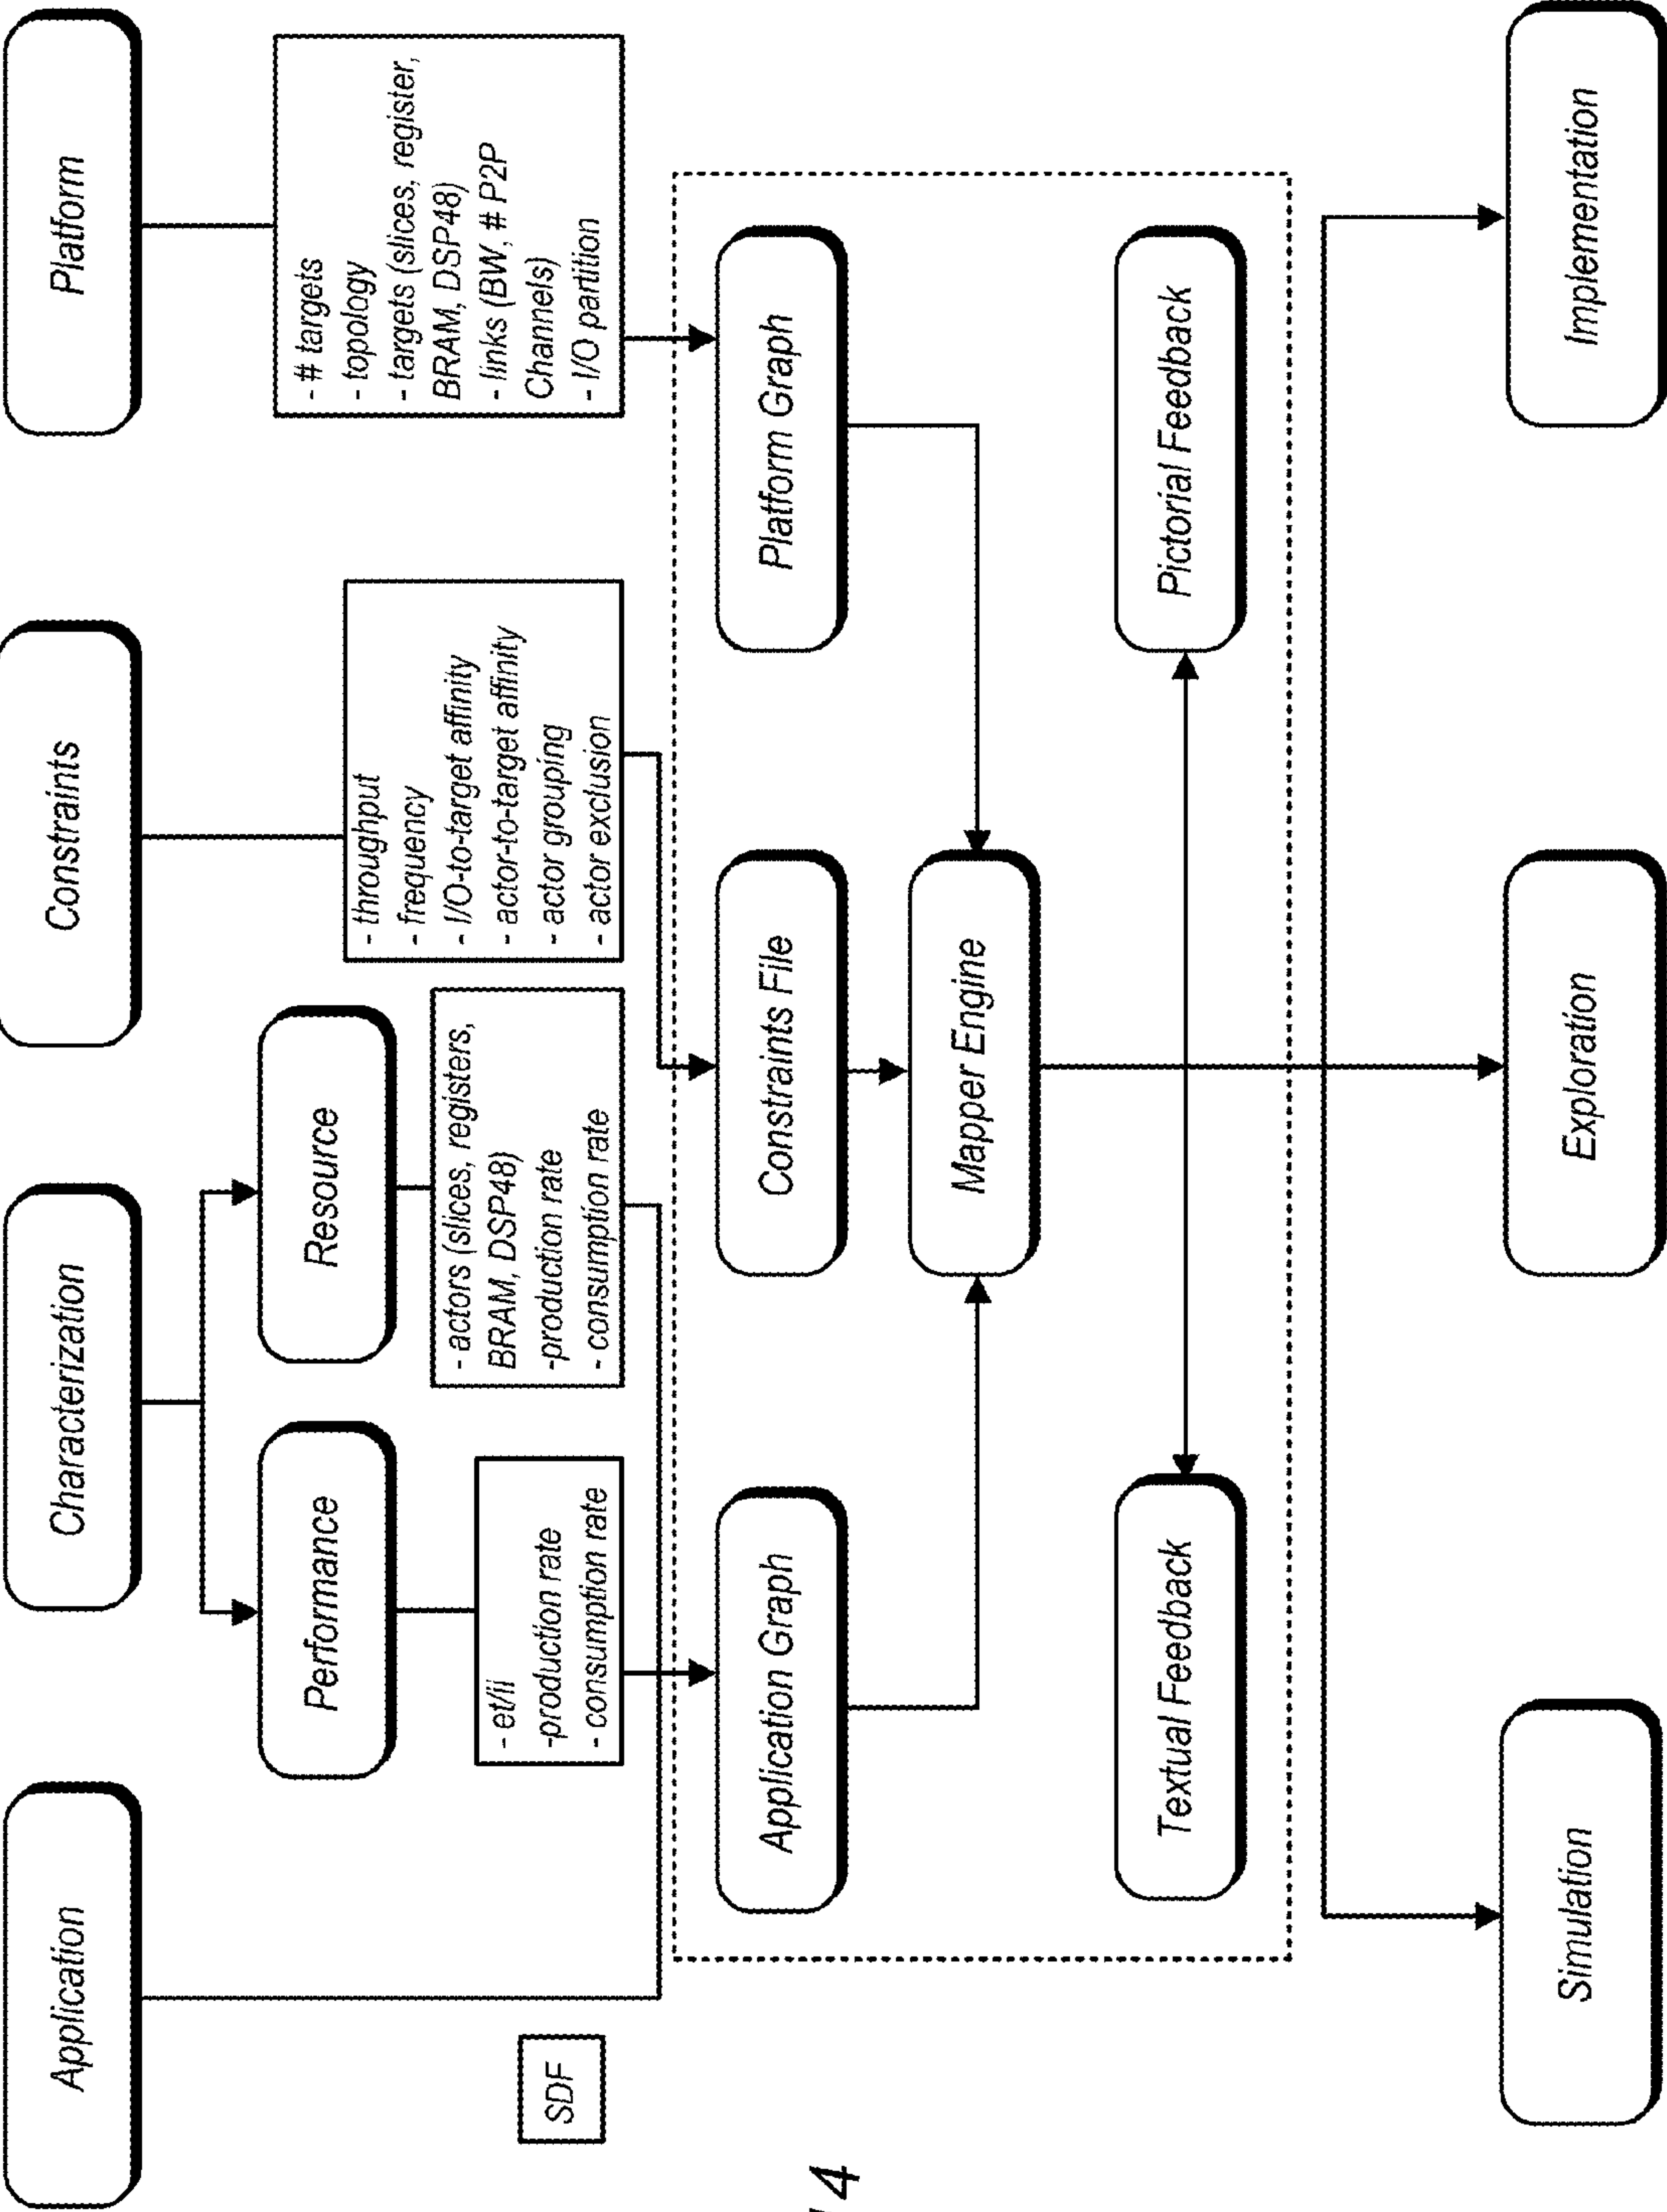 Application
Characterization
Constraints
Platform
Performance
Resource
- # targets
- topology
- targets (slices, register,
BRAM, DSP48)
- links (BW, # P2P
Channels)
- I/O partition
- throughput
- frequency
- I/O-to-target affinity
- actor-to-target affinity
- actor grouping
- actor exclusion
- actors (slices, registers,
BRAM, DSP48)
-production rate
- consumption rate
- et/ii
-production rate
- consumption rate
SDF
Application Graph
Constraints File
Platform Graph
Mapper Engine
Textual Feedback
Pictorial Feedback
Simulation
Exploration
Implementation